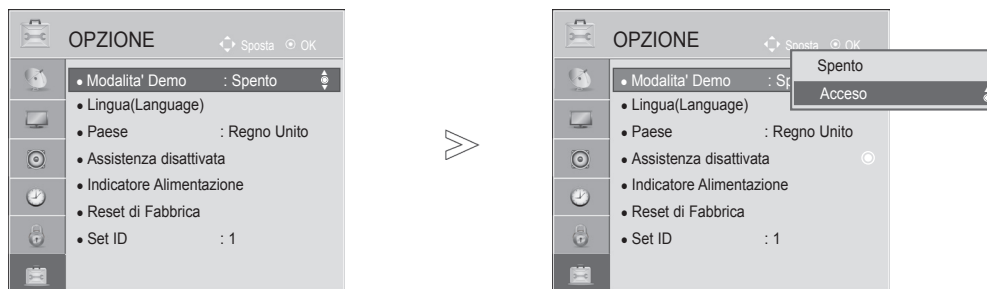 OPZIONE Sposta OK
• Modalita' Demo : Spento
• Lingua(Language)
• Paese : Regno Unito
• Assistenza disattivata
• Indicatore Alimentazione
• Reset di Fabbrica
• Set ID : 1
OPZIONE Sposta OK
• Modalita' Demo : Sp
Spento
Acceso
• Lingua(Language)
• Paese : Regno Unito
• Assistenza disattivata
• Indicatore Alimentazione
• Reset di Fabbrica
• Set ID : 1